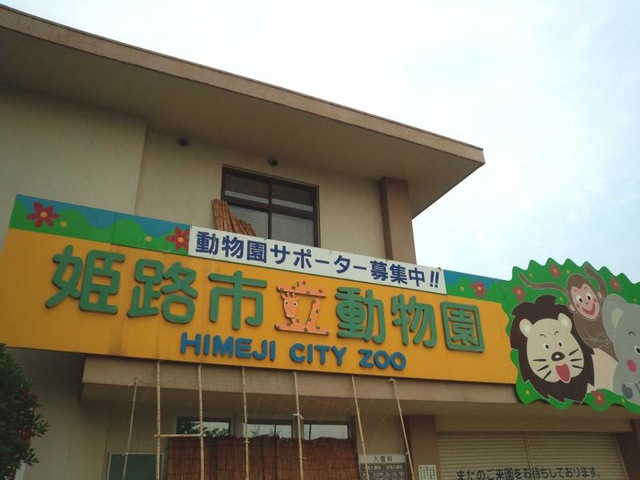 動物園サポーター募集中!!
姫路市立動物園
HIMEJI CITY ZOO
入園料
またのご来園をお待ちしております。